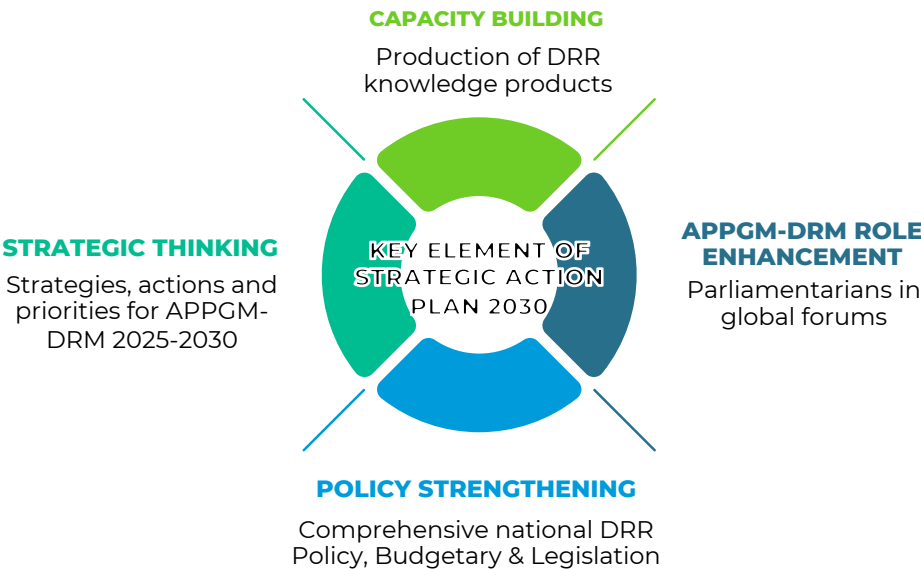 CAPACITY BUILDING
Production of DRR
knowledge products
STRATEGIC THINKING
Strategies, actions and
priorities for APPGM-
DRM 2025-2030
KEY ELEMENT OF
STRATEGIC ACTION
PLAN 2030
APPGM-DRM ROLE
ENHANCEMENT
Parliamentarians in
global forums
POLICY STRENGTHENING
Comprehensive national DRR
Policy, Budgetary & Legislation